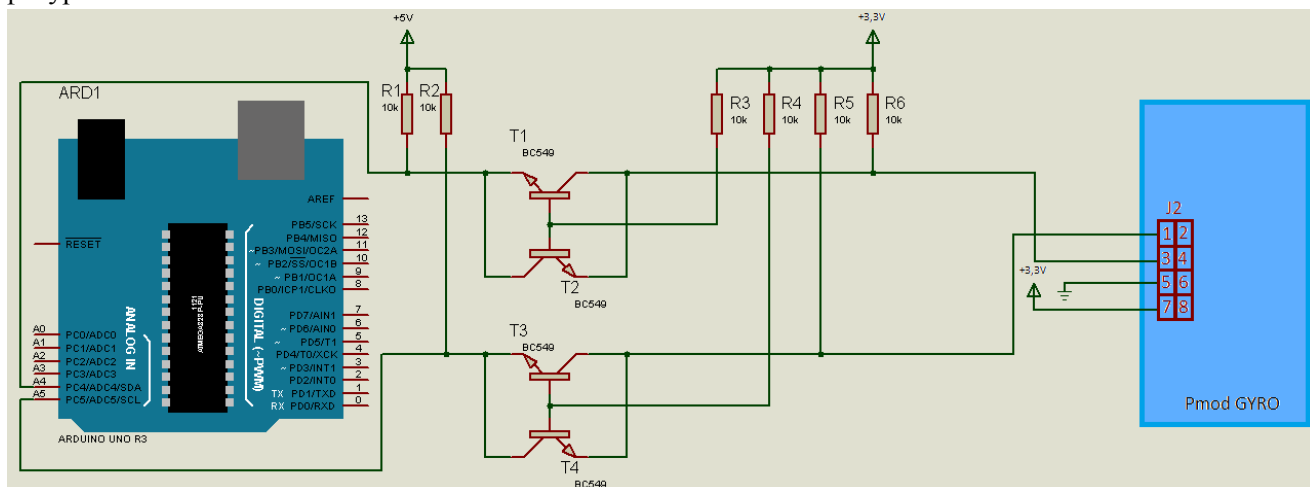 +5V
+3,3V
ARD1
R1
10k
R2
10k
R3
10k
R4
10k
R5
10k
R6
10k
T1
BC549
AREF
RESET
PB5/SCK 13
PB4/MISO 12
~PB3/MOSI/OC2A 11
~ PB2/SS/OC1B 10
~ PB1/OC1A 9
PB0/ICP1/CLKO 8
T2
BC549
J2
1 2
3 4
5 6
7 8
+3,3V
1121
ANALOG IN
DIGITAL (~PWM)
PD7/AIN1 7
~ PD6/AIN0 6
~ PD5/T1 5
PD4/T0/XCK 4
~ PD3/INT1 3
PD2/INT0 2
TX PD1/TXD 1
RX PD0/RXD 0
A0 PC0/ADC0
A1 PC1/ADC1
A2 PC2/ADC2
A3 PC3/ADC3
A4 PC4/ADC4/SDA
A5 PC5/ADC5/SCL
T3
BC549
T4
BC549
ARDUINO UNO R3
Pmod GYRO